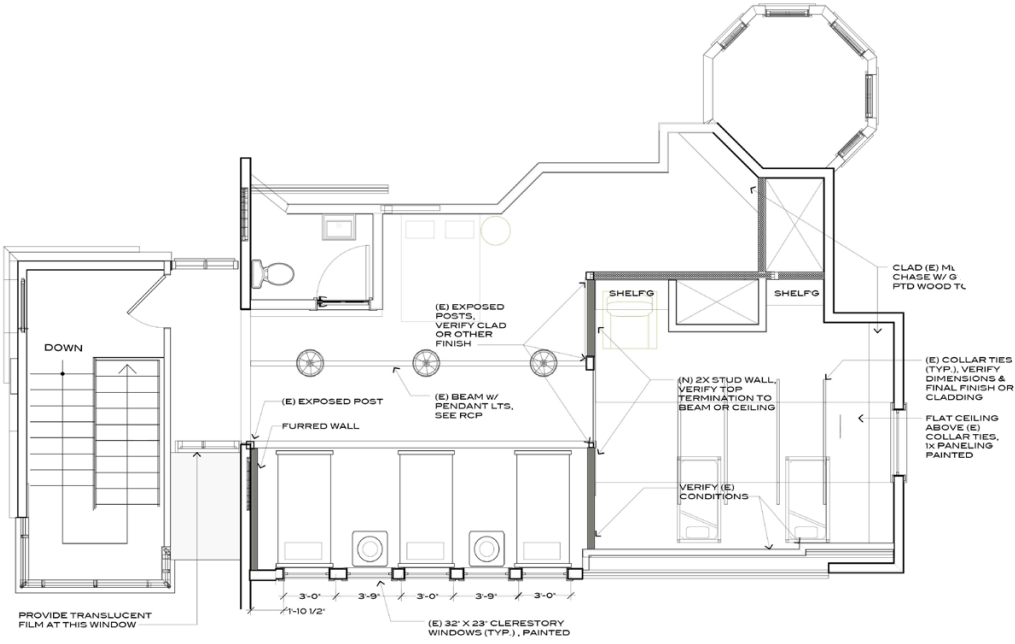 CLAD (E) ME
CHASE W/ G
PTD WOOD TO
SHELF'G
SHELF'G
(E) EXPOSED
POSTS,
VERIFY CLAD
OR OTHER
FINISH
DOWN
(E) COLLAR TIES
(TYP.), VERIFY
DIMENSIONS &
FINAL FINISH OR
CLADDING
(N) 2X STUD WALL,
VERIFY TOP
TERMINATION TO
BEAM OR CEILING
(E) BEAM W/
PENDANT LTS,
SEE RCP
(E) EXPOSED POST
FURRED WALL
FLAT CEILING
ABOVE (E)
COLLAR TIES,
1X PANELING
PAINTED
VERIFY (E)
CONDITIONS
3'-0" 3'-9" 3'-0" 3'-9" 3'-0"
1'-10 1/2"
PROVIDE TRANSLUCENT
FILM AT THIS WINDOW
(E) 32" X 23" CLERESTORY
WINDOWS (TYP.) , PAINTED